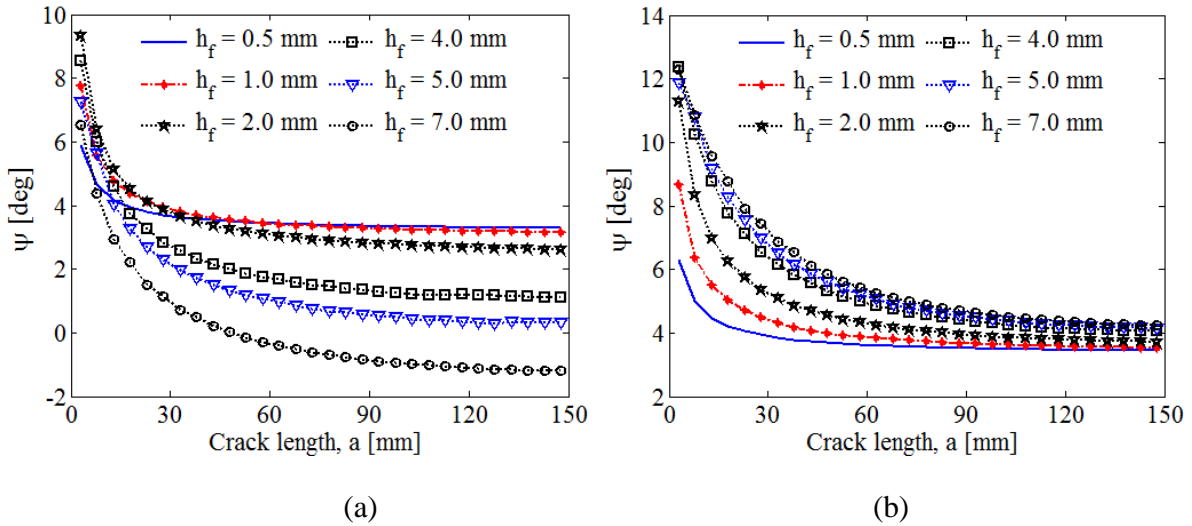 10
8
6
4
2
0
-2
ψ [deg]
h_f = 0.5 mm
h_f = 4.0 mm
h_f = 1.0 mm
h_f = 5.0 mm
h_f = 2.0 mm
h_f = 7.0 mm
0 30 60 90 120 150
Crack length, a [mm]
(a)
14
12
10
8
6
4
2
ψ [deg]
h_f = 0.5 mm
h_f = 4.0 mm
h_f = 1.0 mm
h_f = 5.0 mm
h_f = 2.0 mm
h_f = 7.0 mm
0 30 60 90 120 150
Crack length, a [mm]
(b)